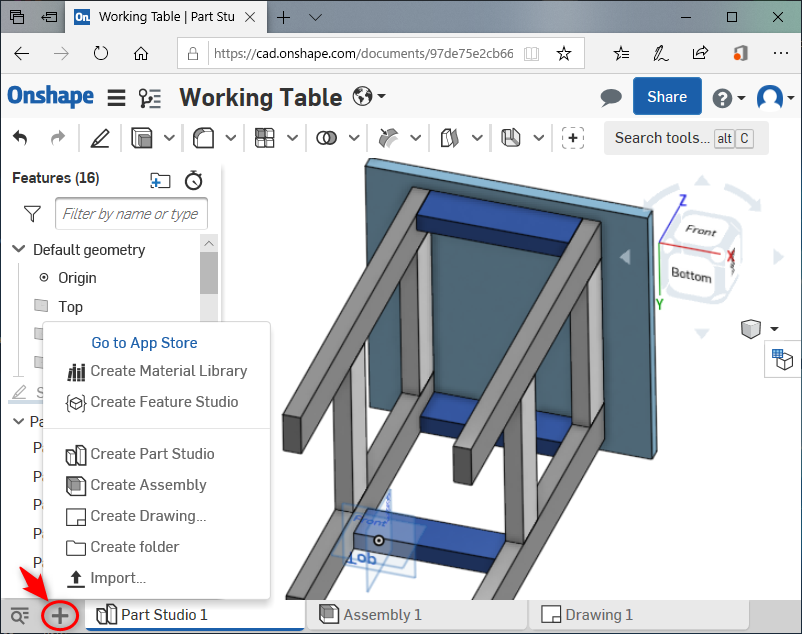 On. Working Table | Part Stu
https://cad.onshape.com/documents/97de75e2cb66
Onshape Working Table Share
Search tools... alt C
Features (16)
Filter by name or type
Default geometry
Origin
Top
Go to App Store
Create Material Library
Create Feature Studio
Create Part Studio
Create Assembly
Create Drawing...
Create folder
Import...
S
Pa
Pa
Pa
Pa
Pa
Pa
Z
Front
X
Bottom
Y
Front
Top
Part Studio 1 Assembly 1 Drawing 1